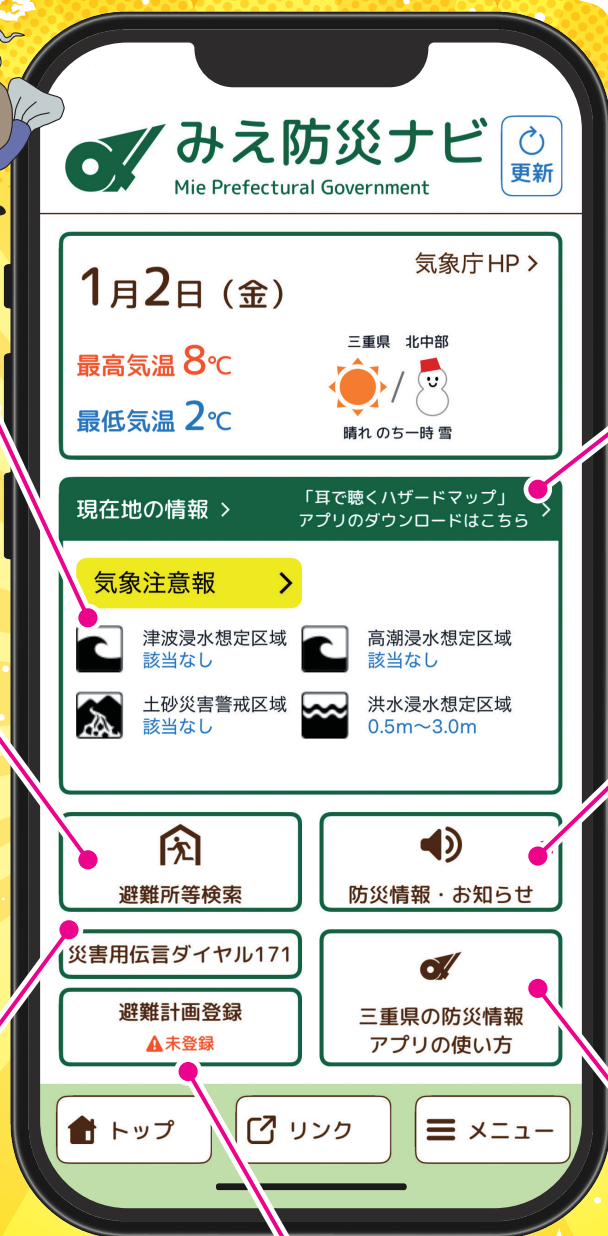 みえ防災ナビ
Mie Prefectural Government
更新
1月2日（金）
気象庁HP >
最高気温 8℃
最低気温 2℃
三重県 北中部
晴れ のち一時 雪
現在地の情報 >
「耳で聴くハザードマップ」
アプリのダウンロードはこちら >
気象注意報 >
津波浸水想定区域
該当なし
高潮浸水想定区域
該当なし
土砂災害警戒区域
該当なし
洪水浸水想定区域
0.5m〜3.0m
避難所等検索
防災情報・お知らせ
災害用伝言ダイヤル171
避難計画登録
未登録
三重県の防災情報
アプリの使い方
トップ
リンク
メニュー